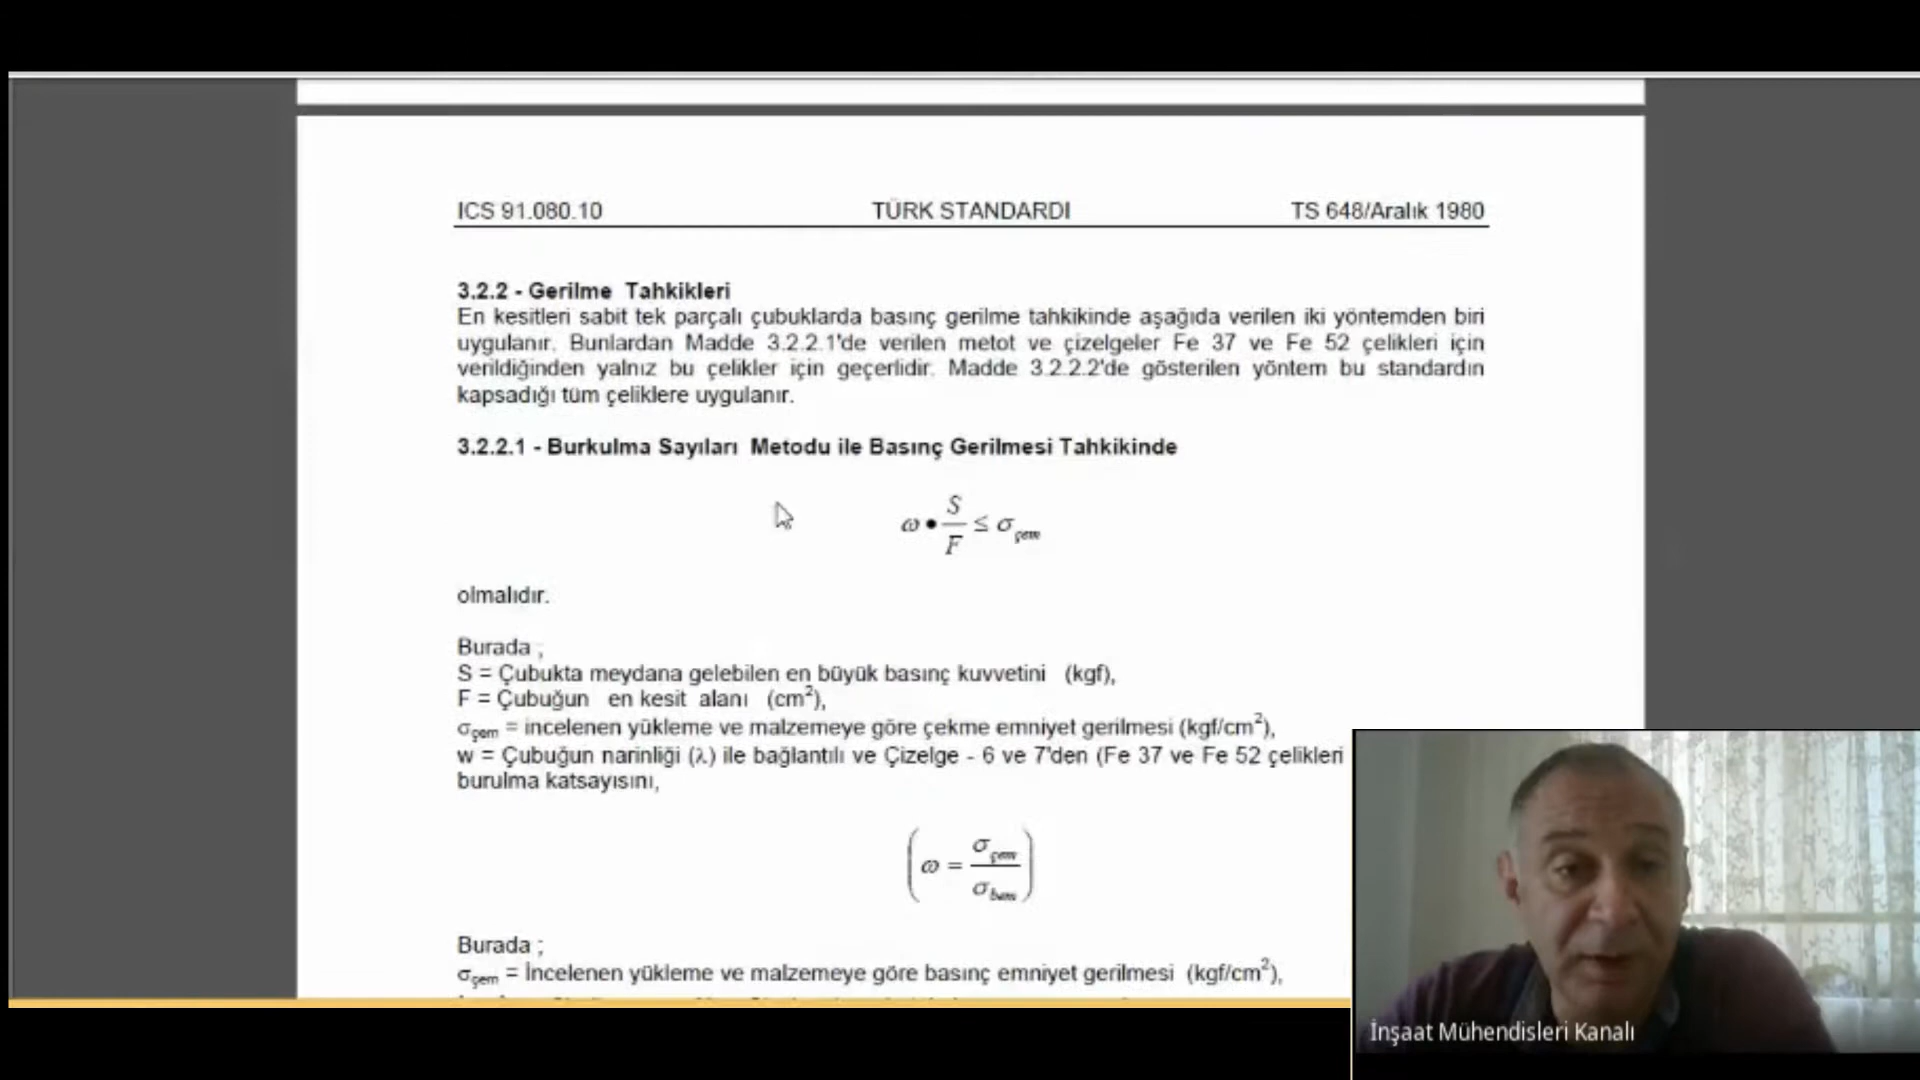 ICS 91.080.10 TÜRK STANDARDI TS 648/Aralık 1980
3.2.2 - Gerilme Tahkikleri
En kesitleri sabit tek parçalı çubuklarda basınç gerilme tahkikinde aşağıda verilen iki yöntemden biri
uygulanır. Bunlardan Madde 3.2.2.1'de verilen metot ve çizelgeler Fe 37 ve Fe 52 çelikleri için
verildiğinden yalnız bu çelikler için geçerlidir. Madde 3.2.2.2'de gösterilen yöntem bu standardın
kapsadığı tüm çeliklere uygulanır.
3.2.2.1 - Burkulma Sayıları Metodu ile Basınç Gerilmesi Tahkikinde
ω • S/F ≤ σçem
olmalıdır.
Burada ;
S = Çubukta meydana gelebilen en büyük basınç kuvvetini (kgf),
F = Çubuğun en kesit alanı (cm²),
σçem = incelenen yükleme ve malzemeye göre çekme emniyet gerilmesi (kgf/cm²),
w = Çubuğun narinliği (λ) ile bağlantılı ve Çizelge - 6 ve 7'den (Fe 37 ve Fe 52 çelikleri
burulma katsayısını,
(ω = σçem/σbem)
Burada ;
σçem = İncelenen yükleme ve malzemeye göre basınç emniyet gerilmesi (kgf/cm²),
İnşaat Mühendisleri Kanalı